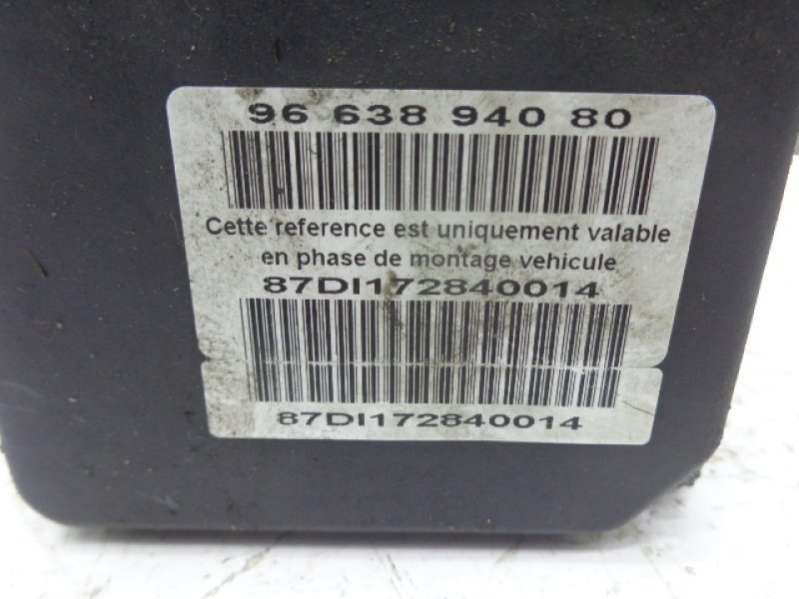 96 638 940 80
Cette reference est uniquement valable
en phase de montage vehicule
87DI172840014
87DI172840014